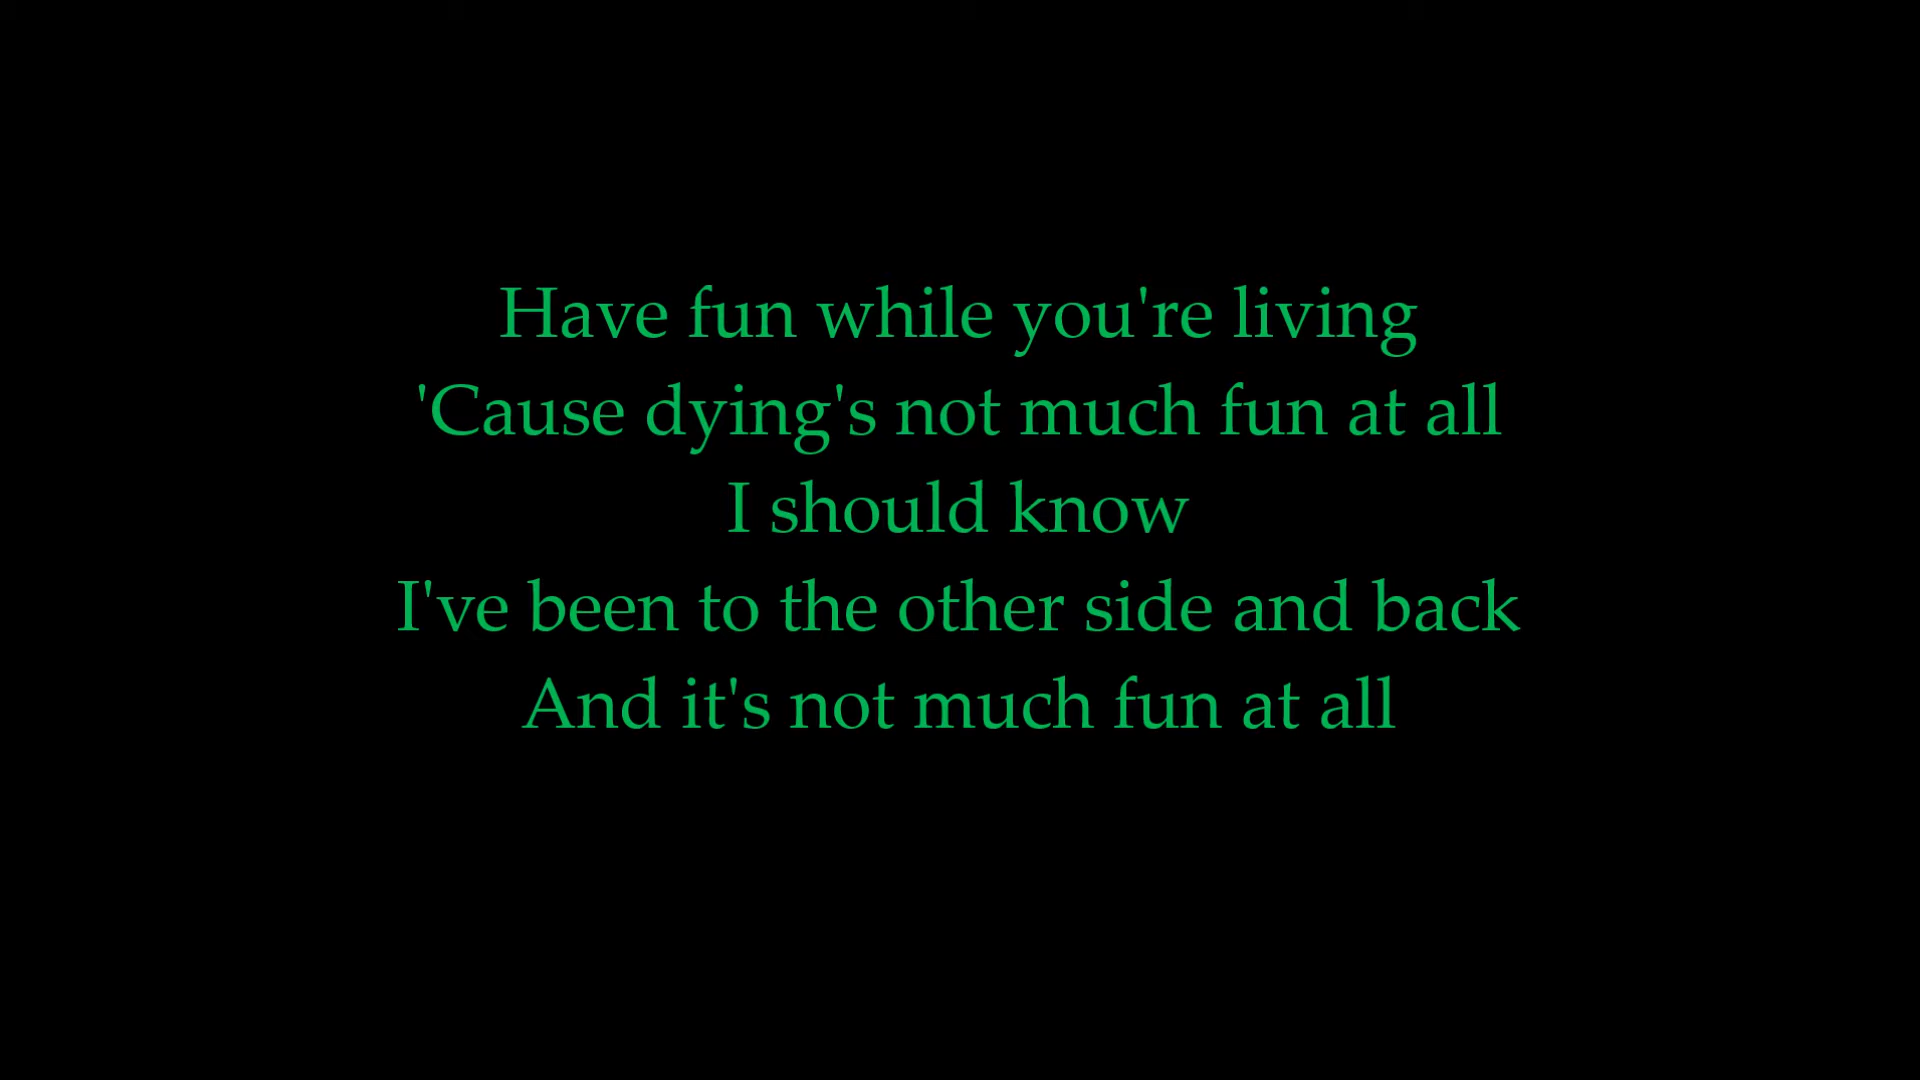 Have fun while you're living
'Cause dying's not much fun at all
I should know
I've been to the other side and back
And it's not much fun at all